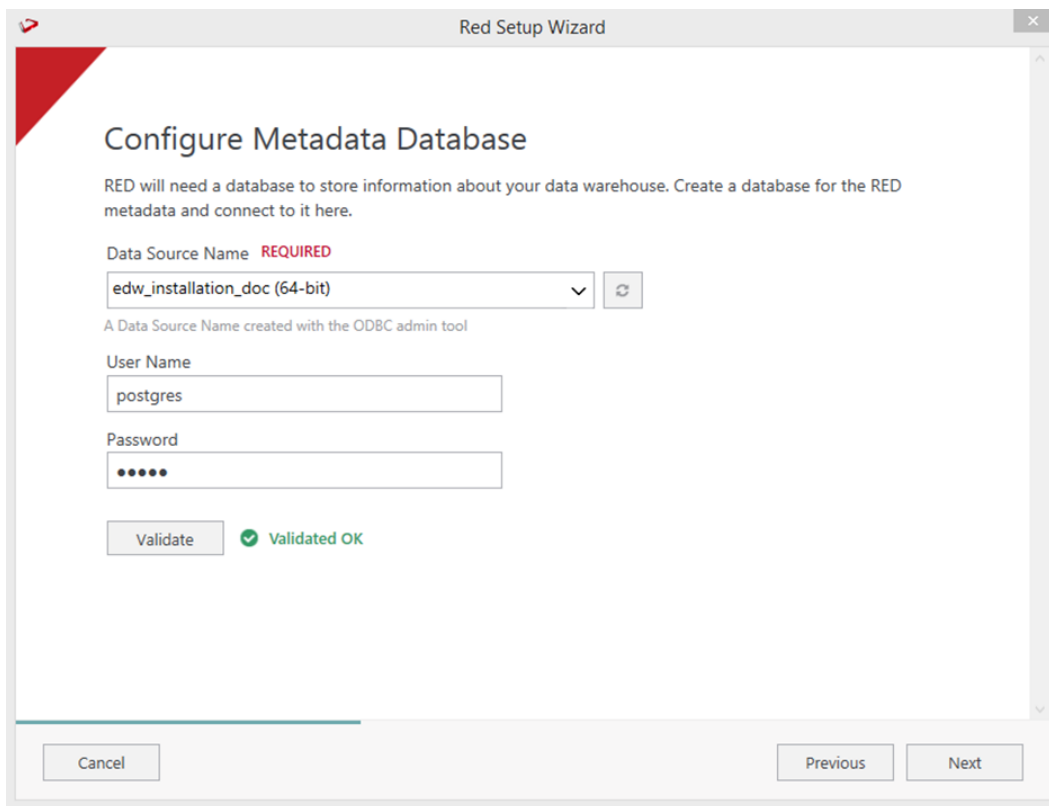 Red Setup Wizard
Configure Metadata Database
RED will need a database to store information about your data warehouse. Create a database for the RED
metadata and connect to it here.
Data Source Name REQUIRED
edw_installation_doc (64-bit)
A Data Source Name created with the ODBC admin tool
User Name
postgres
Password
•••••
Validate Validated OK
Cancel Previous Next